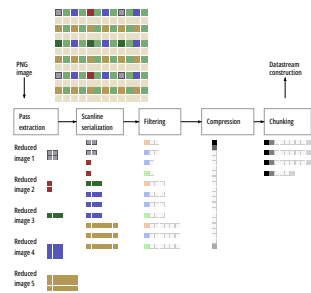 PNG
image
Datastream
construction
Pass
extraction
Scanline
serialization
Filtering
Compression
Chunking
Reduced
image 1
Reduced
image 2
Reduced
image 3
Reduced
image 4
Reduced
image 5